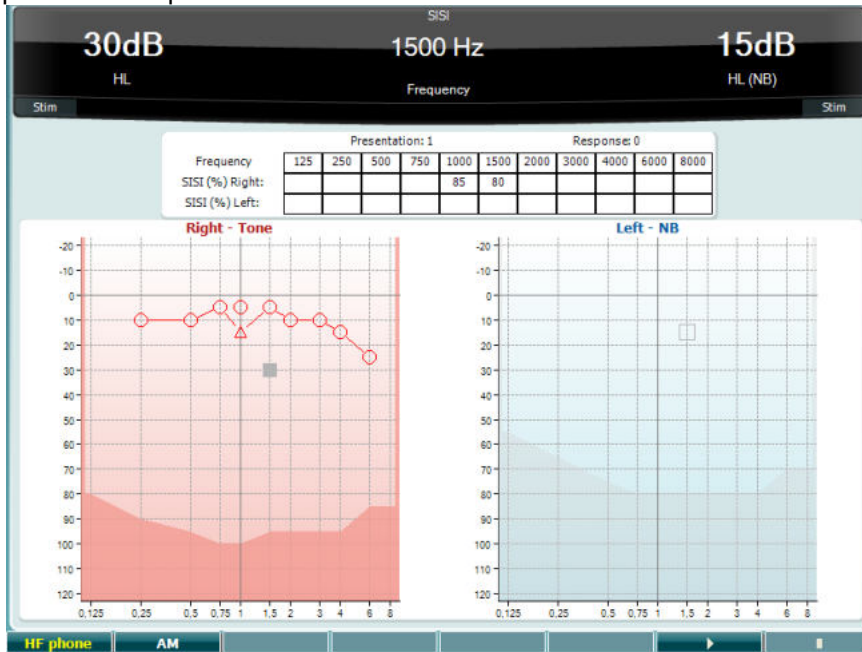 SISI
30dB 1500 Hz 15dB
HL Frequency HL (NB)
Stim Stim
Presentation: 1 Response: 0
Frequency 125 250 500 750 1000 1500 2000 3000 4000 6000 8000
SISI (%) Right: 85 80
SISI (%) Left:
Right - Tone Left - NB
-20 -20
-10 -10
0 0
10 10
20 20
30 30
40 40
50 50
60 60
70 70
80 80
90 90
100 100
110 110
120 120
0,125 0,25 0,5 0,75 1 1,5 2 3 4 6 8 0,125 0,25 0,5 0,75 1 1,5 2 3 4 6 8
HF phone AM